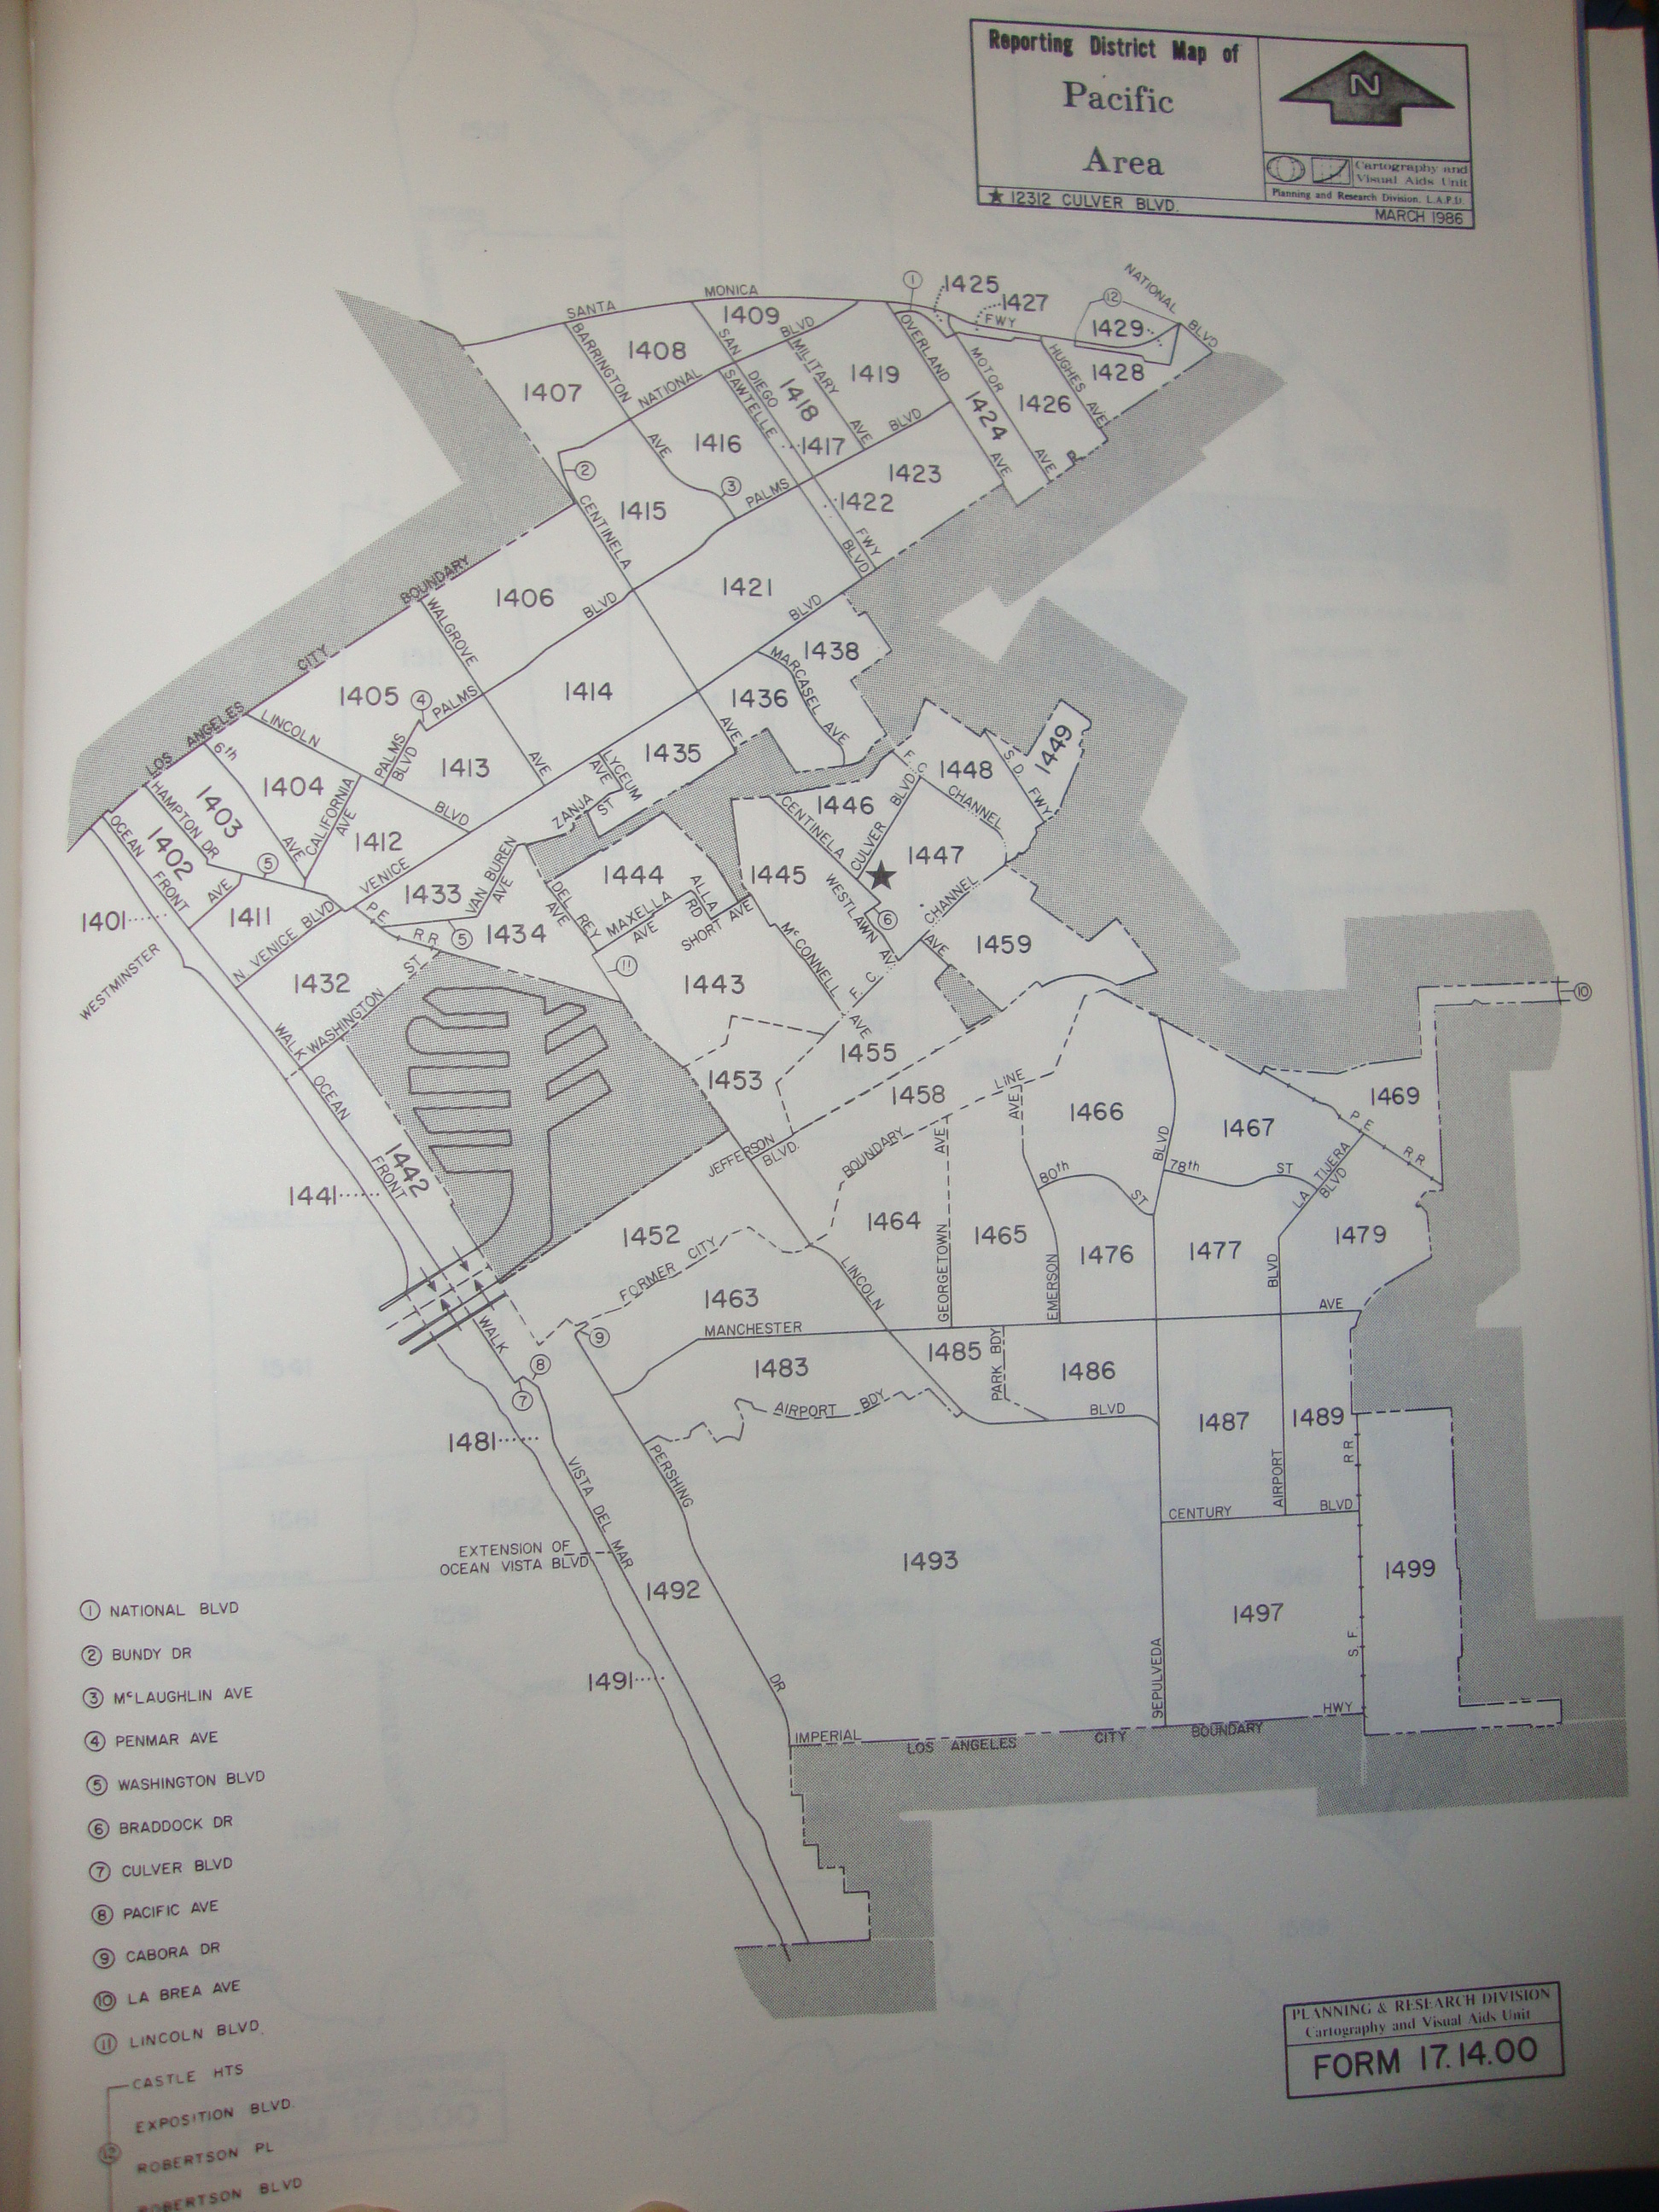 Reporting District Map of
Pacific
Area
★ 12312 CULVER BLVD.
N
Cartography and
Visual Aids Unit
Planning and Research Division, L.A.P.D.
MARCH 1986
SANTA MONICA FWY
NATIONAL BLVD
1425
1427
1429
1428
1409
1408
1407
1419
1418
1417
1416
1415
1424
1426
1423
1422
1421
BARRINGTON AVE
NATIONAL BLVD
SAN DIEGO FWY
SAWTELLE BLVD
MILITARY AVE
OVERLAND AVE
MOTOR AVE
HUGHES AVE
PALMS BLVD
CENTINELA AVE
LOS ANGELES CITY BOUNDARY
WALGROVE AVE
1406
1405
1414
1413
1404
1403
1402
1401
1412
1411
LINCOLN BLVD
PALMS BLVD
PALMS BLVD
6th AVE
HAMPTON DR
CALIFORNIA AVE
OCEAN FRONT WALK
WESTMINSTER AVE
N VENICE BLVD
VENICE BLVD
1438
1436
1435
1433
1434
1432
MARCASEL AVE
LYCEUM AVE
ZANJA ST
VAN BUREN AVE
P.E. R.R.
WASHINGTON ST
DEL REY AVE
MAXELLA AVE
ALLA RD
SHORT AVE
1444
1443
1445
1446
1447
1448
1449
1459
F. C. CHANNEL
S.D. FWY
CENTINELA
CULVER BLVD
WESTLAWN AV
McCONNELL AVE
F. C. CHANNEL
AVE
1442
1441
OCEAN FRONT WALK
1455
1453
1458
1452
JEFFERSON BLVD.
FORMER CITY BOUNDARY LINE
1466
1467
1469
1464
1465
1476
1477
1479
1463
LINCOLN BLVD
GEORGETOWN AVE
EMERSON AVE
80th ST
78th ST
LA TIJERA BLVD
P.E. R.R.
MANCHESTER AVE
1483
1485
1486
1487
1489
PARK BDY
AIRPORT BDY
AIRPORT BLVD
SEPULVEDA BLVD
CENTURY BLVD
1481
VISTA DEL MAR
PERSHING DR
EXTENSION OF
OCEAN VISTA BLVD
1492
1491
1493
1497
1499
S.F. R.R.
IMPERIAL HWY
LOS ANGELES CITY BOUNDARY
① NATIONAL BLVD
② BUNDY DR
③ McLAUGHLIN AVE
④ PENMAR AVE
⑤ WASHINGTON BLVD
⑥ BRADDOCK DR
⑦ CULVER BLVD
⑧ PACIFIC AVE
⑨ CABORA DR
⑩ LA BREA AVE
⑪ LINCOLN BLVD.
⑫ CASTLE HTS
EXPOSITION BLVD.
ROBERTSON PL
ROBERTSON BLVD
PLANNING & RESEARCH DIVISION
Cartography and Visual Aids Unit
FORM 17.14.00